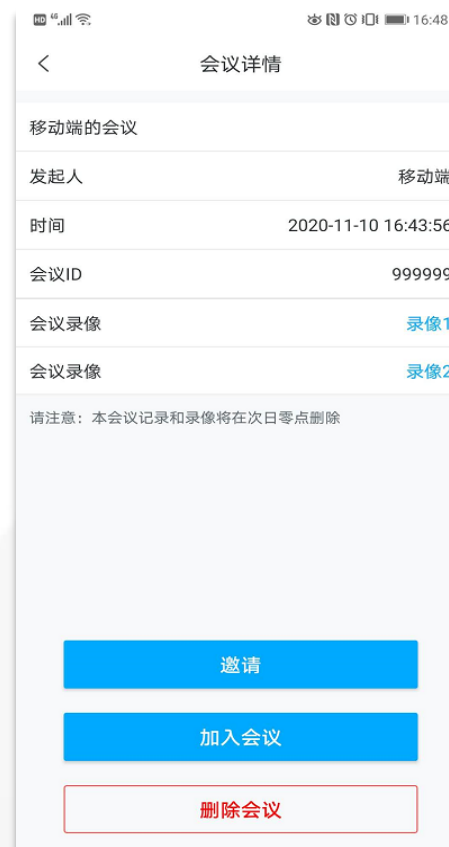 HD 4G 16:48
会议详情
移动端的会议
发起人 移动端
时间 2020-11-10 16:43:56
会议ID 999999
会议录像 录像1
会议录像 录像2
请注意：本会议记录和录像将在次日零点删除
邀请
加入会议
删除会议